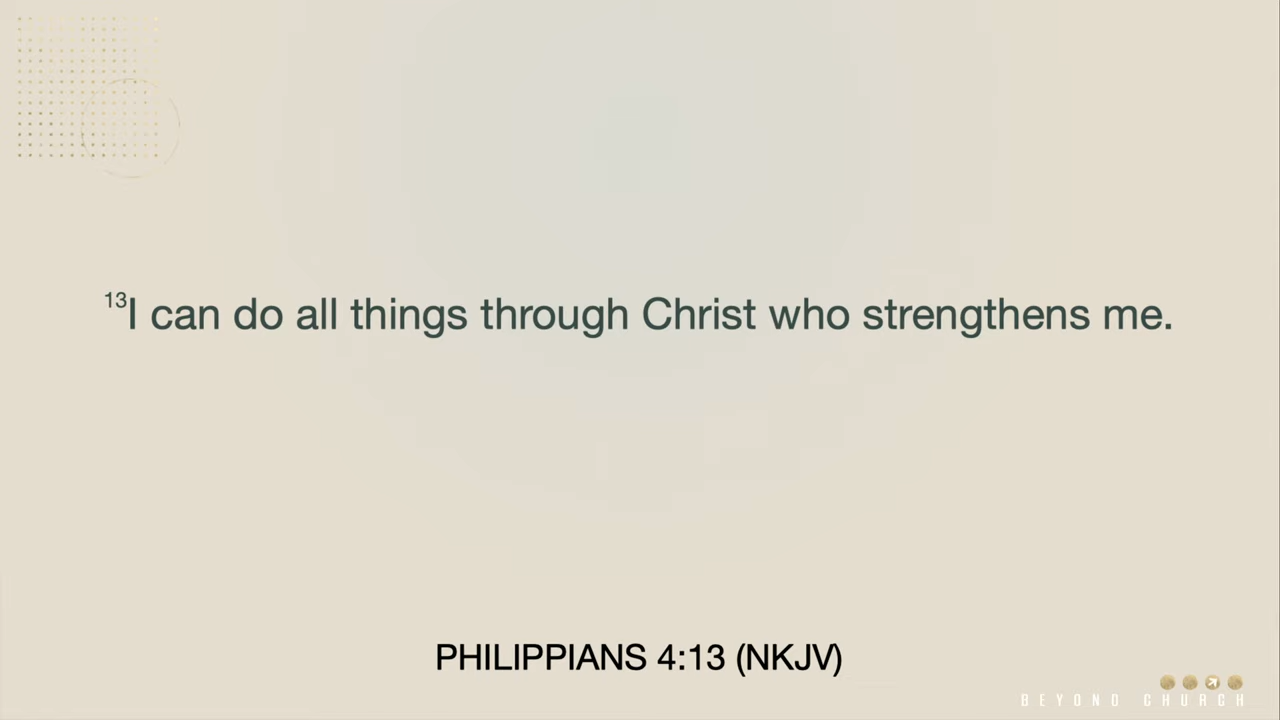 ¹³I can do all things through Christ who strengthens me.
PHILIPPIANS 4:13 (NKJV)
BEYOND CHURCH